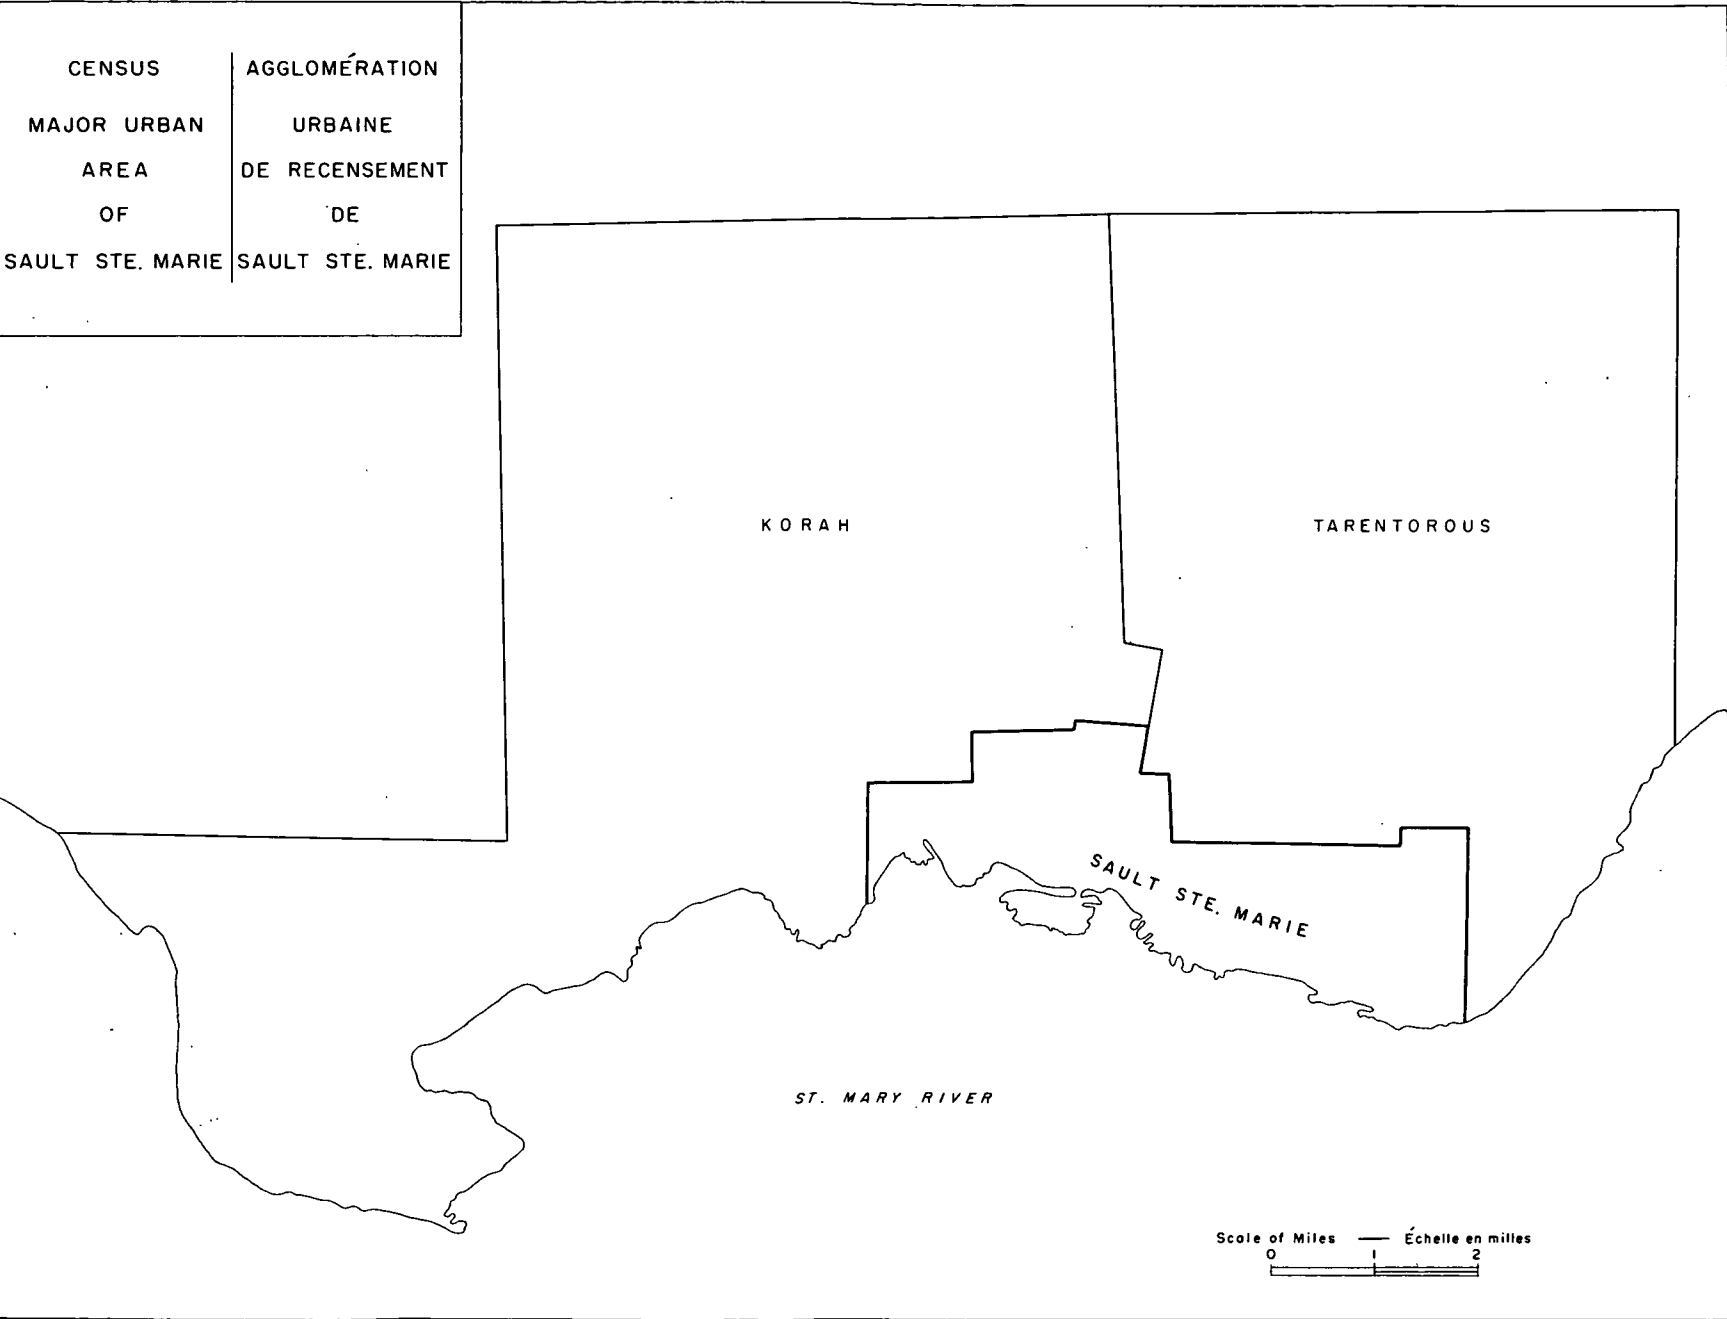 CENSUS
MAJOR URBAN
AREA
OF
SAULT STE. MARIE
AGGLOMÉRATION
URBAINE
DE RECENSEMENT
DE
SAULT STE. MARIE
KORAH
TARENTOROUS
SAULT STE. MARIE
ST. MARY RIVER
Scale of Miles — Échelle en milles
0 1 2